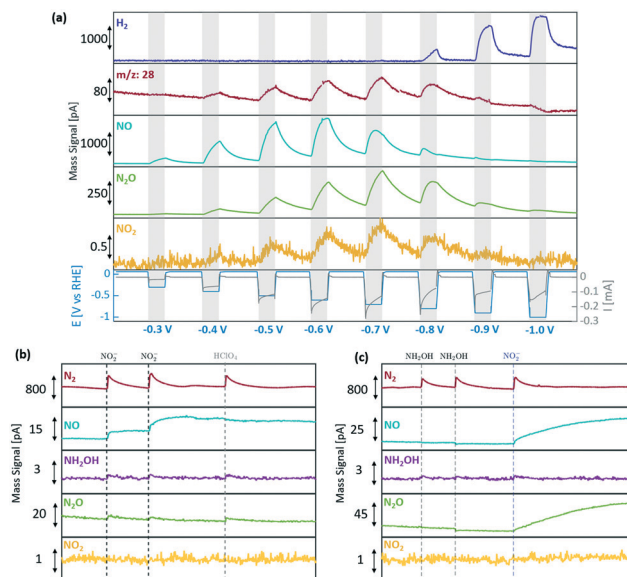 (a)
H₂
1000
m/z: 28
80
NO
1000
N₂O
250
NO₂
0.5
Mass Signal [pA]
E [V vs RHE]
0
-0.5
-1
0
-0.1
-0.2
-0.3
I [mA]
-0.3 V -0.4 V -0.5 V -0.6 V -0.7 V -0.8 V -0.9 V -1.0 V
(b)
NO₂⁻ NO₂⁻ HClO₄
N₂
800
NO
15
NH₂OH
3
N₂O
20
NO₂
1
Mass Signal [pA]
(c)
NH₂OH NH₂OH NO₂⁻
N₂
800
NO
25
NH₂OH
3
N₂O
45
NO₂
1
Mass Signal [pA]